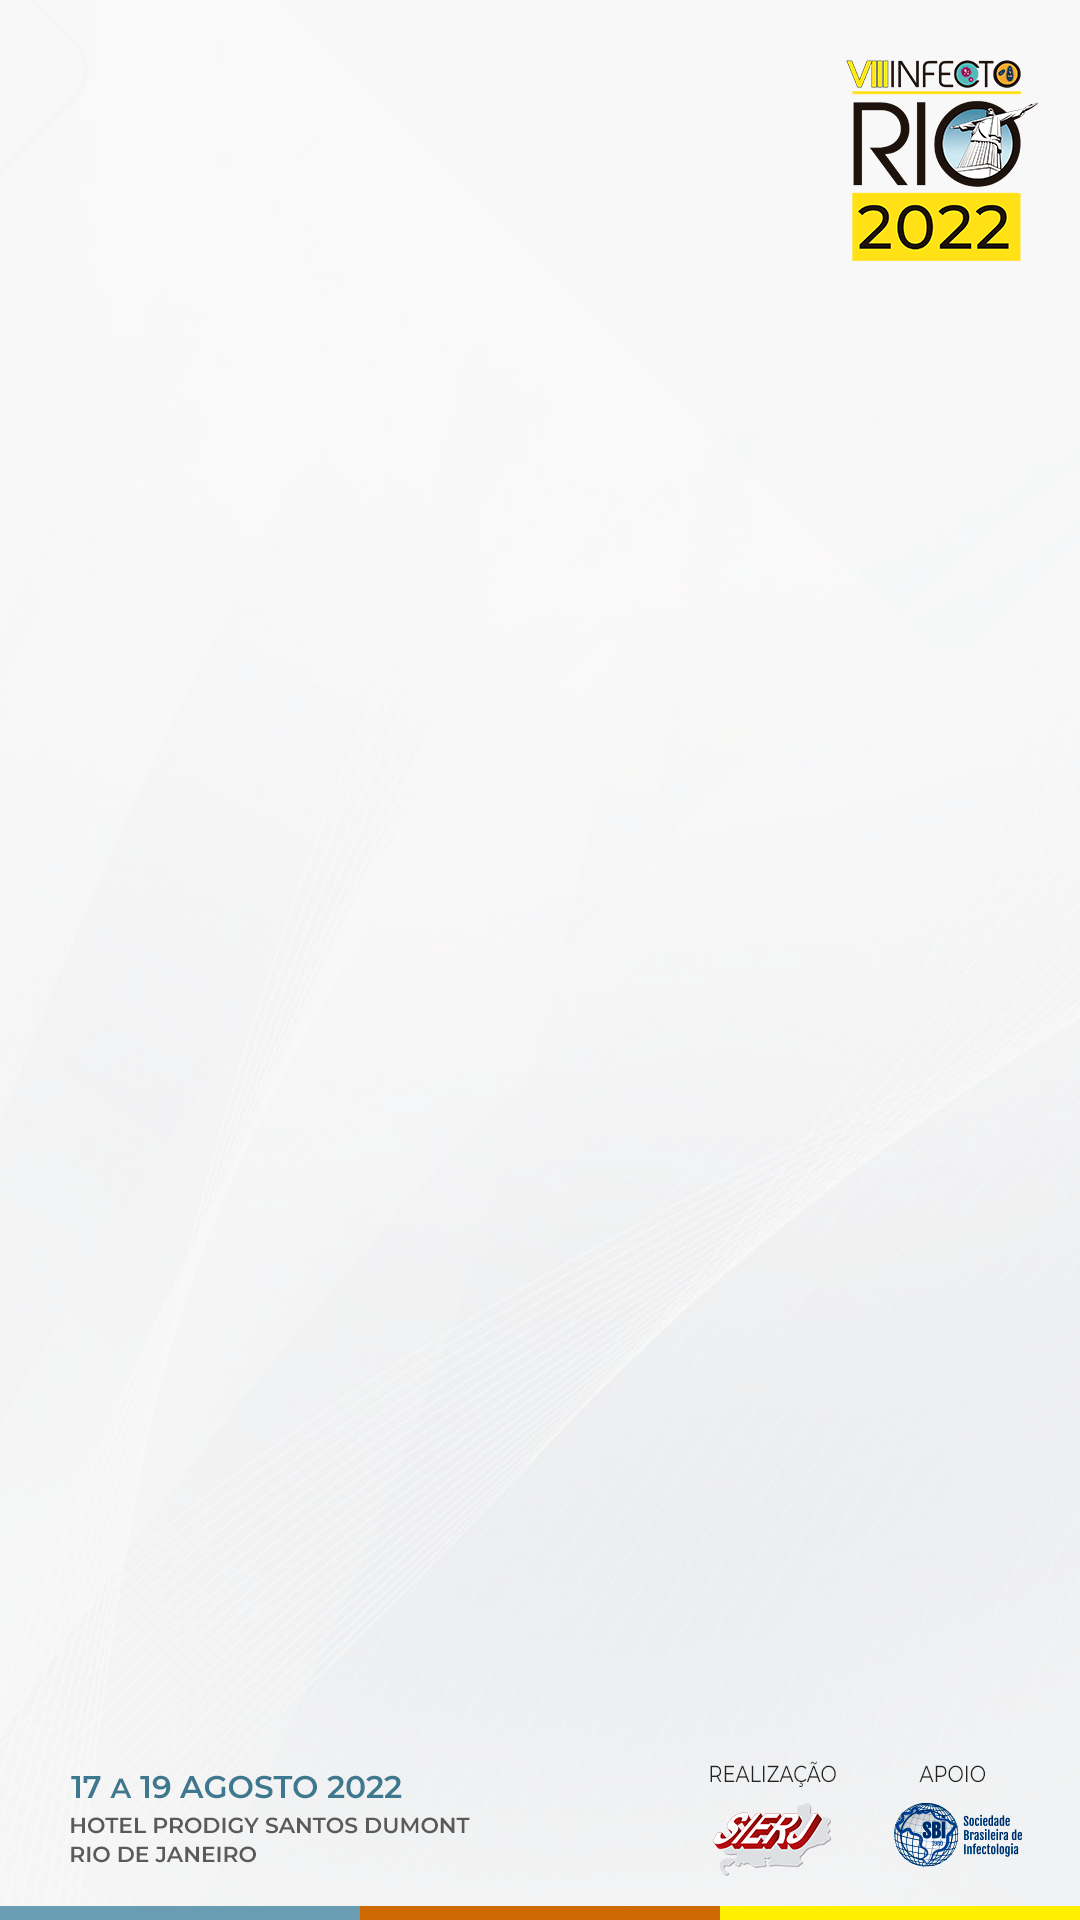 VIII INFECTO
RIO
2022
17 A 19 AGOSTO 2022
HOTEL PRODIGY SANTOS DUMONT
RIO DE JANEIRO
REALIZAÇÃO
SIERJ
APOIO
SBI
1980
Sociedade
Brasileira de
Infectologia